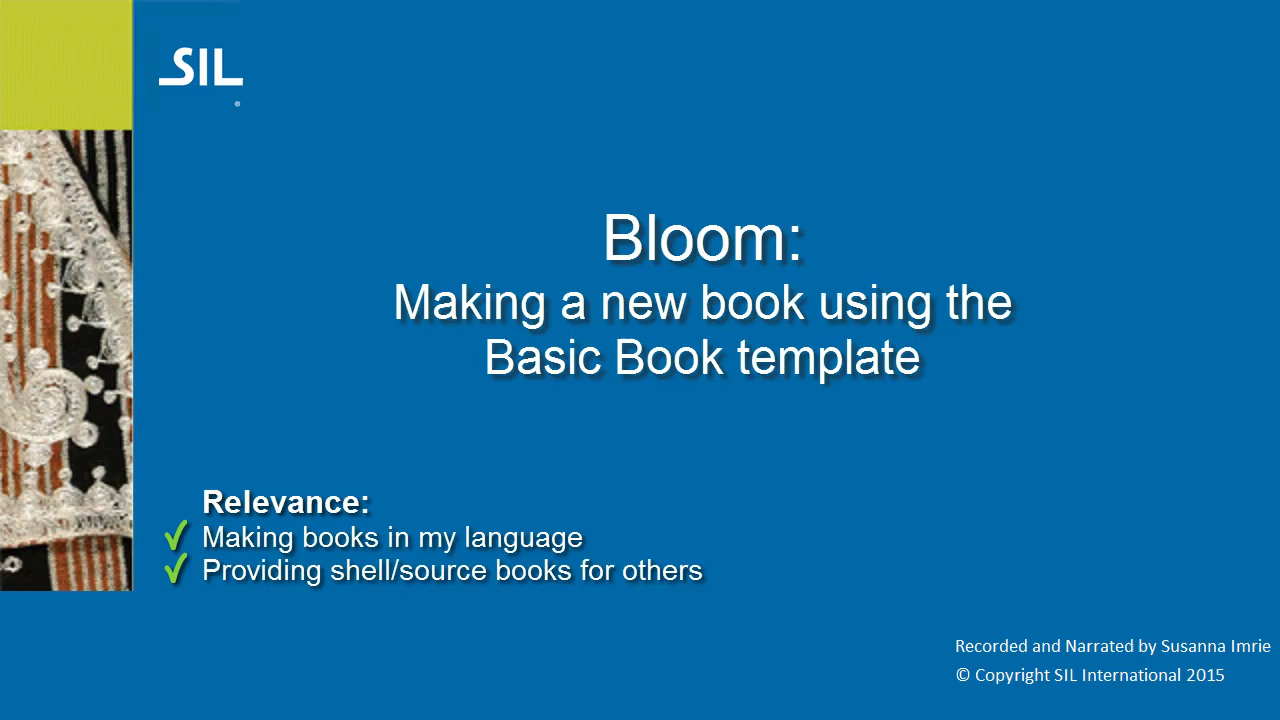 SIL
®
Bloom:
Making a new book using the
Basic Book template
Relevance:
✓ Making books in my language
✓ Providing shell/source books for others
Recorded and Narrated by Susanna Imrie
© Copyright SIL International 2015